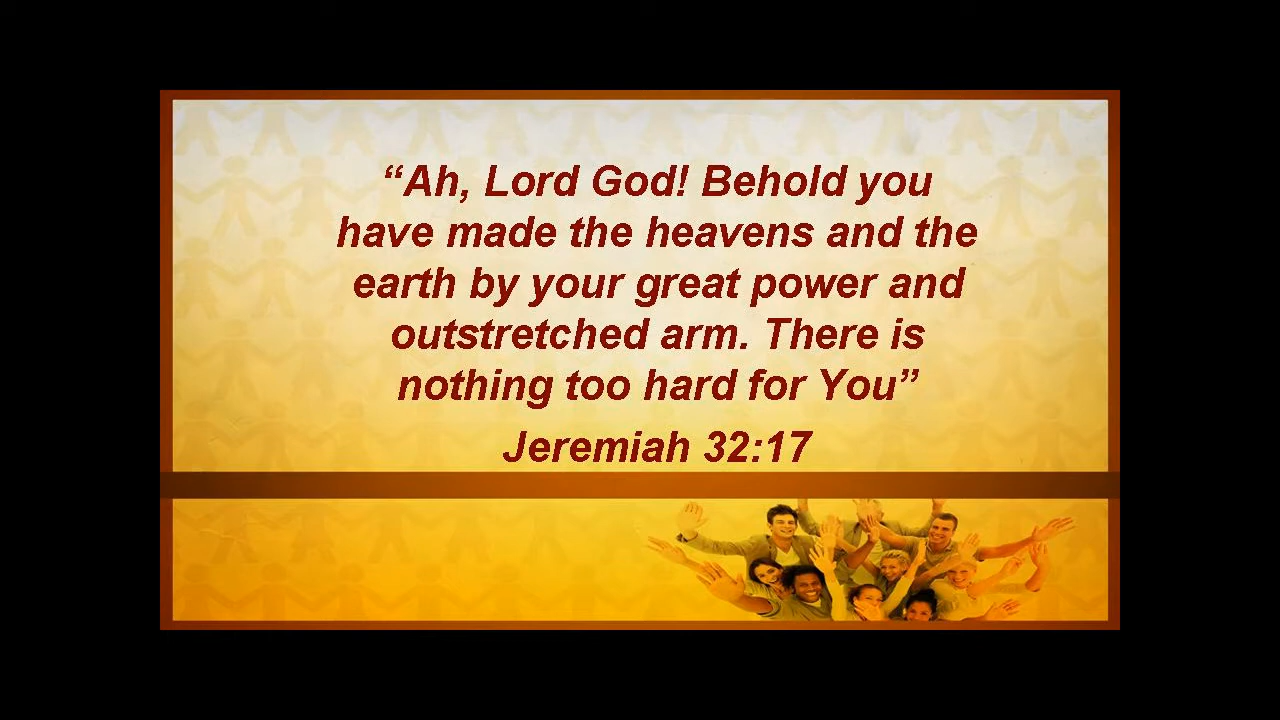 “Ah, Lord God! Behold you
have made the heavens and the
earth by your great power and
outstretched arm. There is
nothing too hard for You”
Jeremiah 32:17